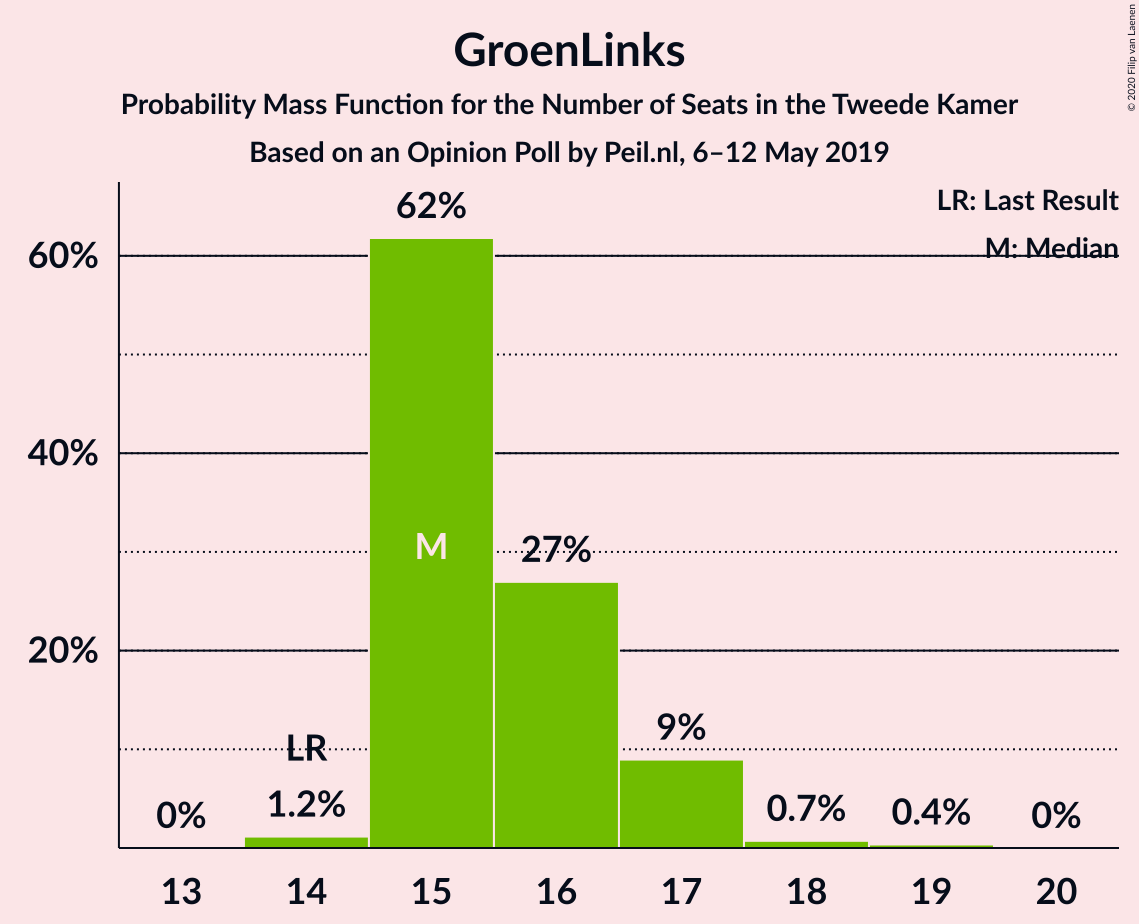 GroenLinks
Probability Mass Function for the Number of Seats in the Tweede Kamer
Based on an Opinion Poll by Peil.nl, 6–12 May 2019
© 2020 Filip van Laenen
LR: Last Result
M: Median
60%
40%
20%
0%
LR
1.2%
62%
M
27%
9%
0.7%
0.4%
0%
13 14 15 16 17 18 19 20